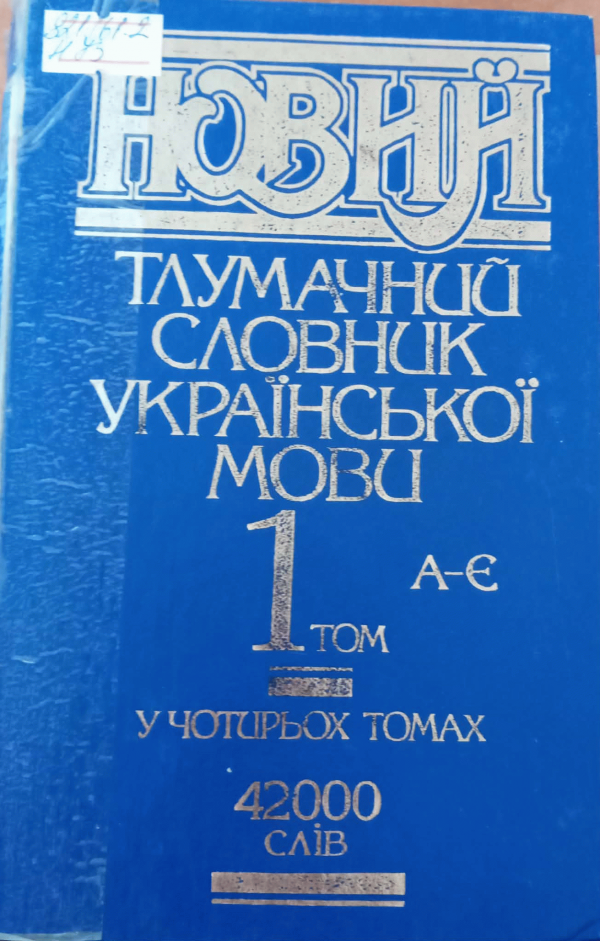 НОВИЙ
ТЛУМАЧНИЙ
СЛОВНИК
УКРАЇНСЬКОЇ
МОВИ
1 ТОМ
А-Є
У ЧОТИРЬОХ ТОМАХ
42000
СЛІВ